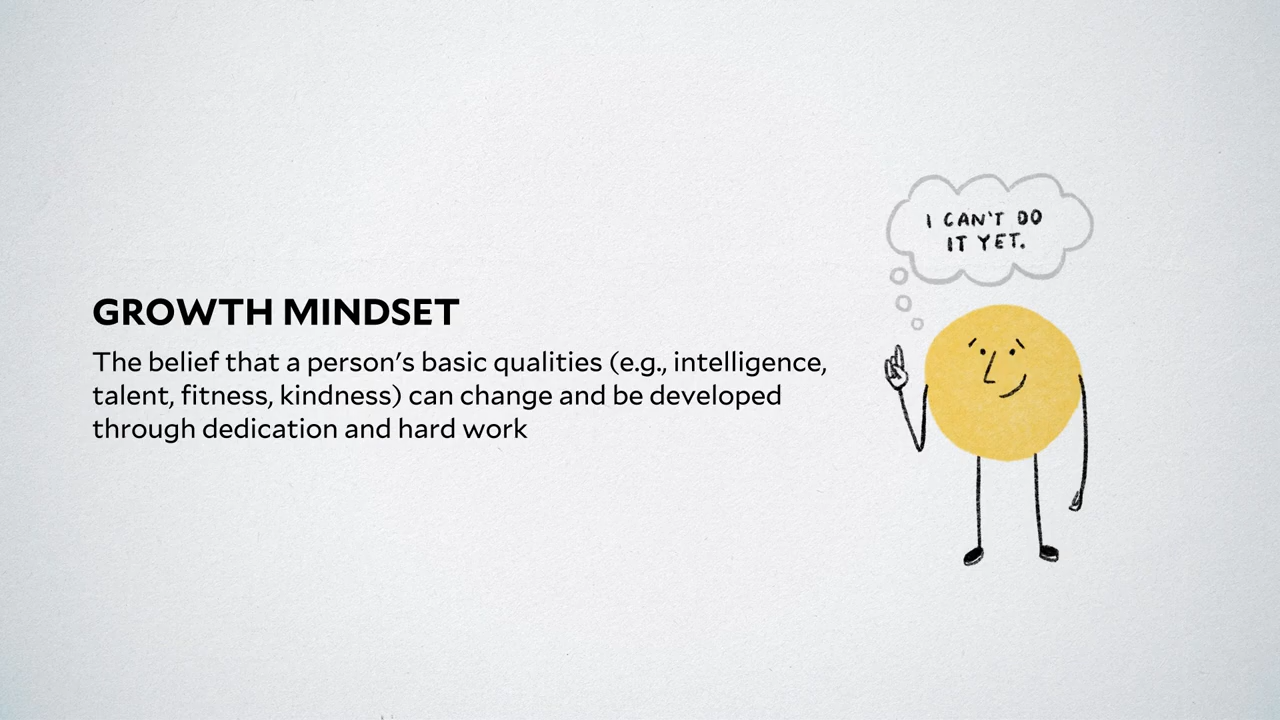 GROWTH MINDSET
The belief that a person's basic qualities (e.g., intelligence,
talent, fitness, kindness) can change and be developed
through dedication and hard work
I CAN'T DO
IT YET.